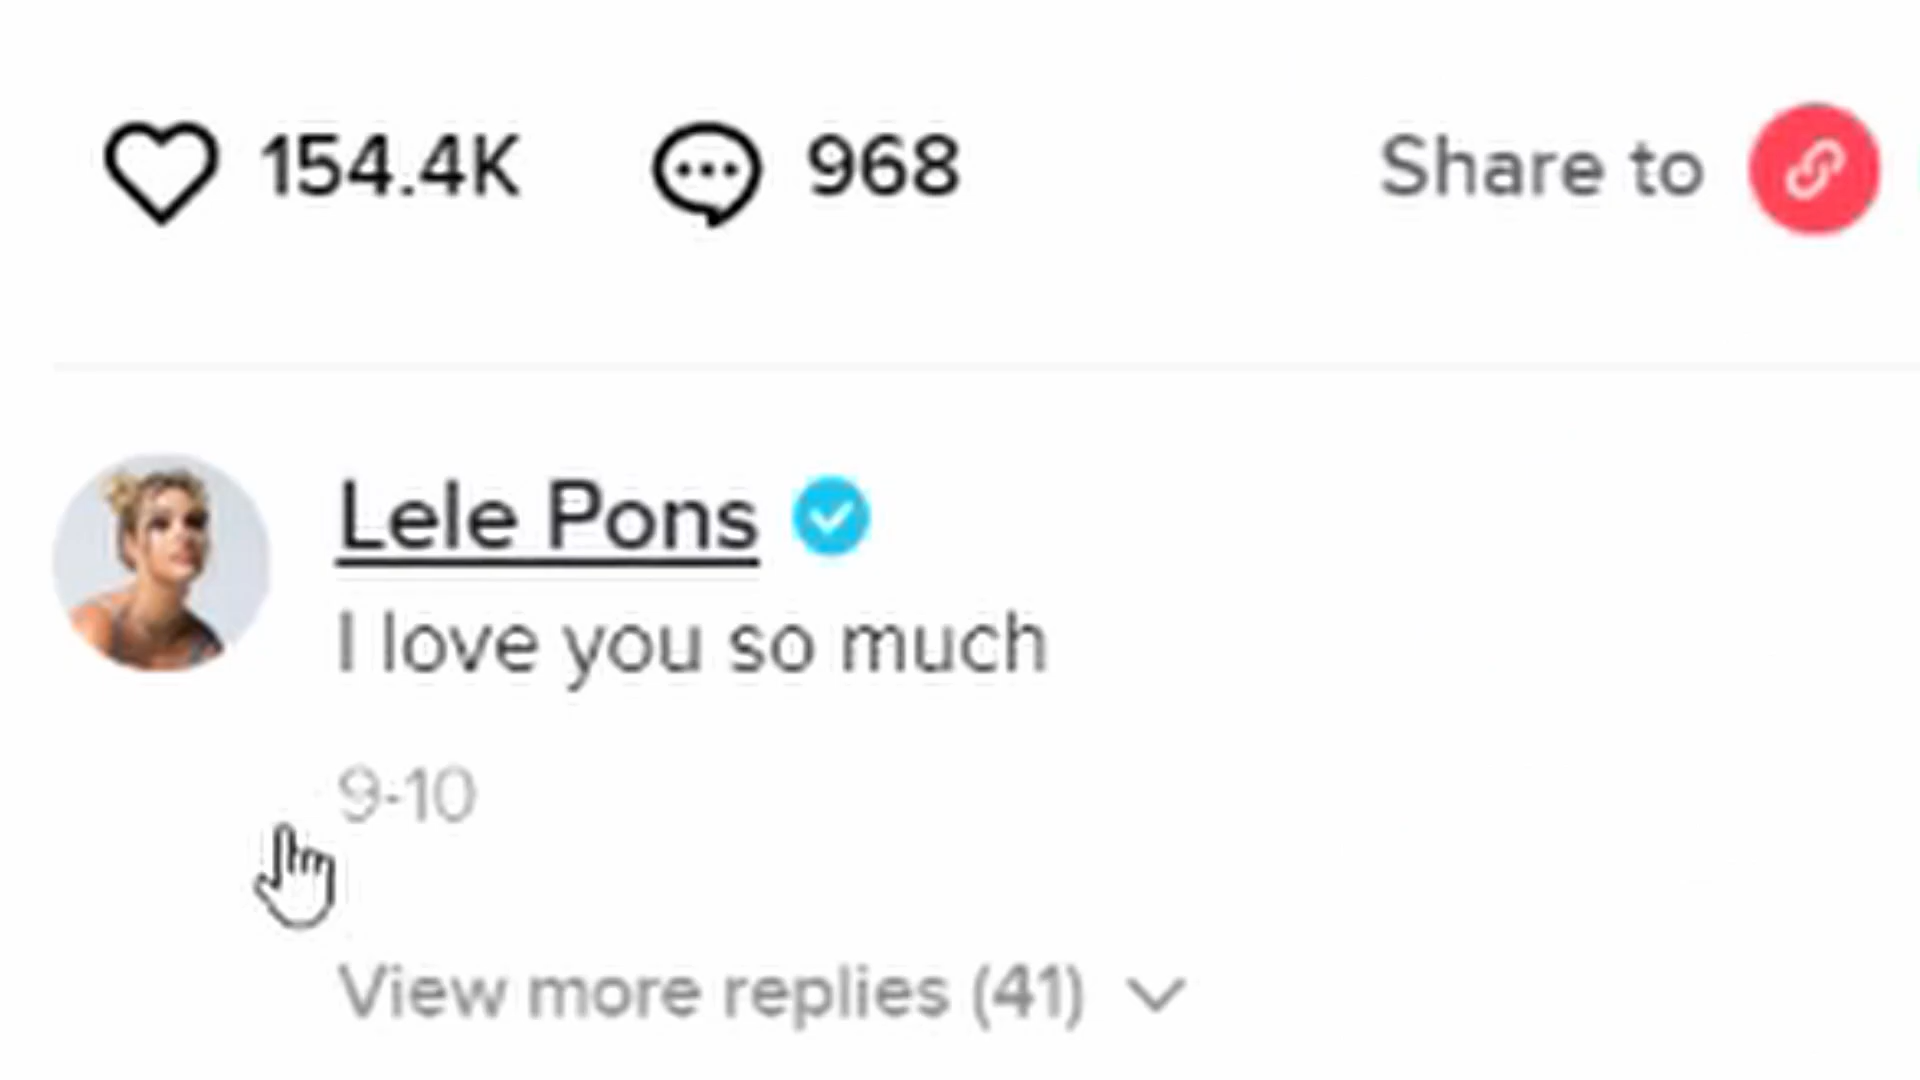 154.4K 968 Share to
Lele Pons
I love you so much
9-10
View more replies (41)